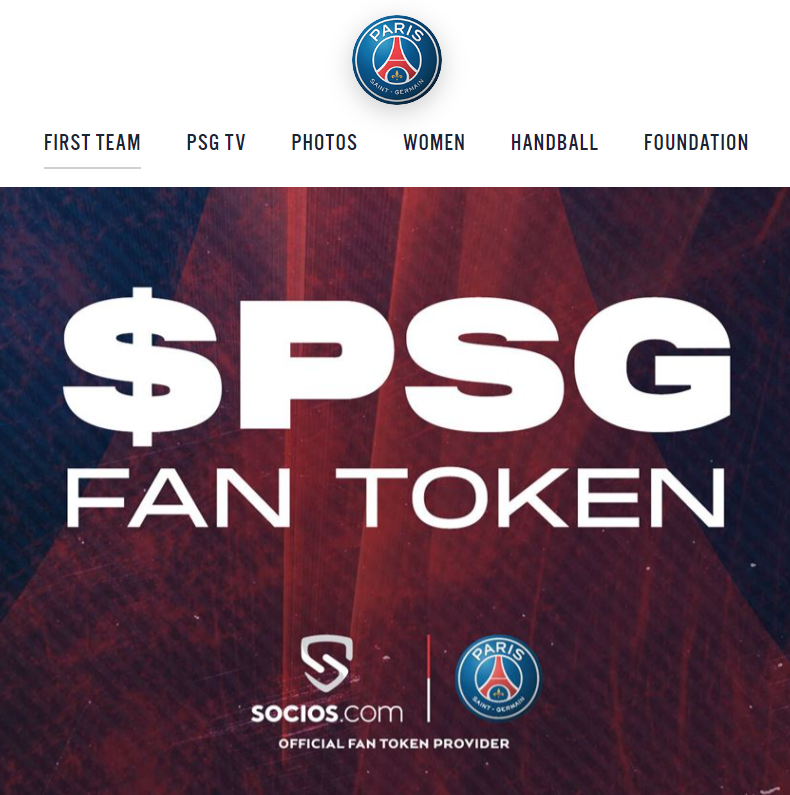 PARIS
SAINT-GERMAIN
FIRST TEAM PSG TV PHOTOS WOMEN HANDBALL FOUNDATION
$PSG
FAN TOKEN
PARIS
SAINT-GERMAIN
SOCIOS.com
OFFICIAL FAN TOKEN PROVIDER